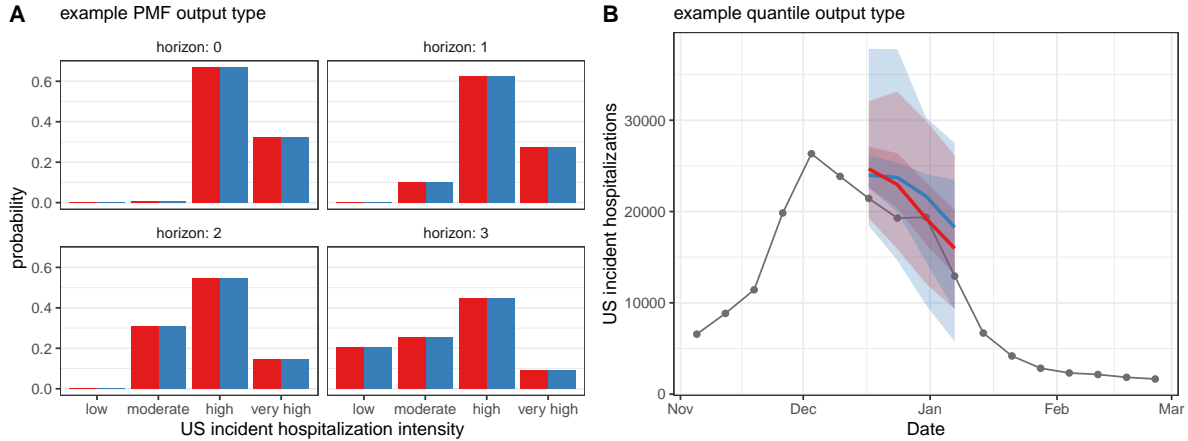 A
example PMF output type
horizon: 0
horizon: 1
0.6
0.4
0.2
0.0
horizon: 2
horizon: 3
0.6
0.4
0.2
0.0
low
moderate
high
very high
low
moderate
high
very high
probability
US incident hospitalization intensity
B
example quantile output type
30000
20000
10000
0
Nov
Dec
Jan
Feb
Mar
US incident hospitalizations
Date